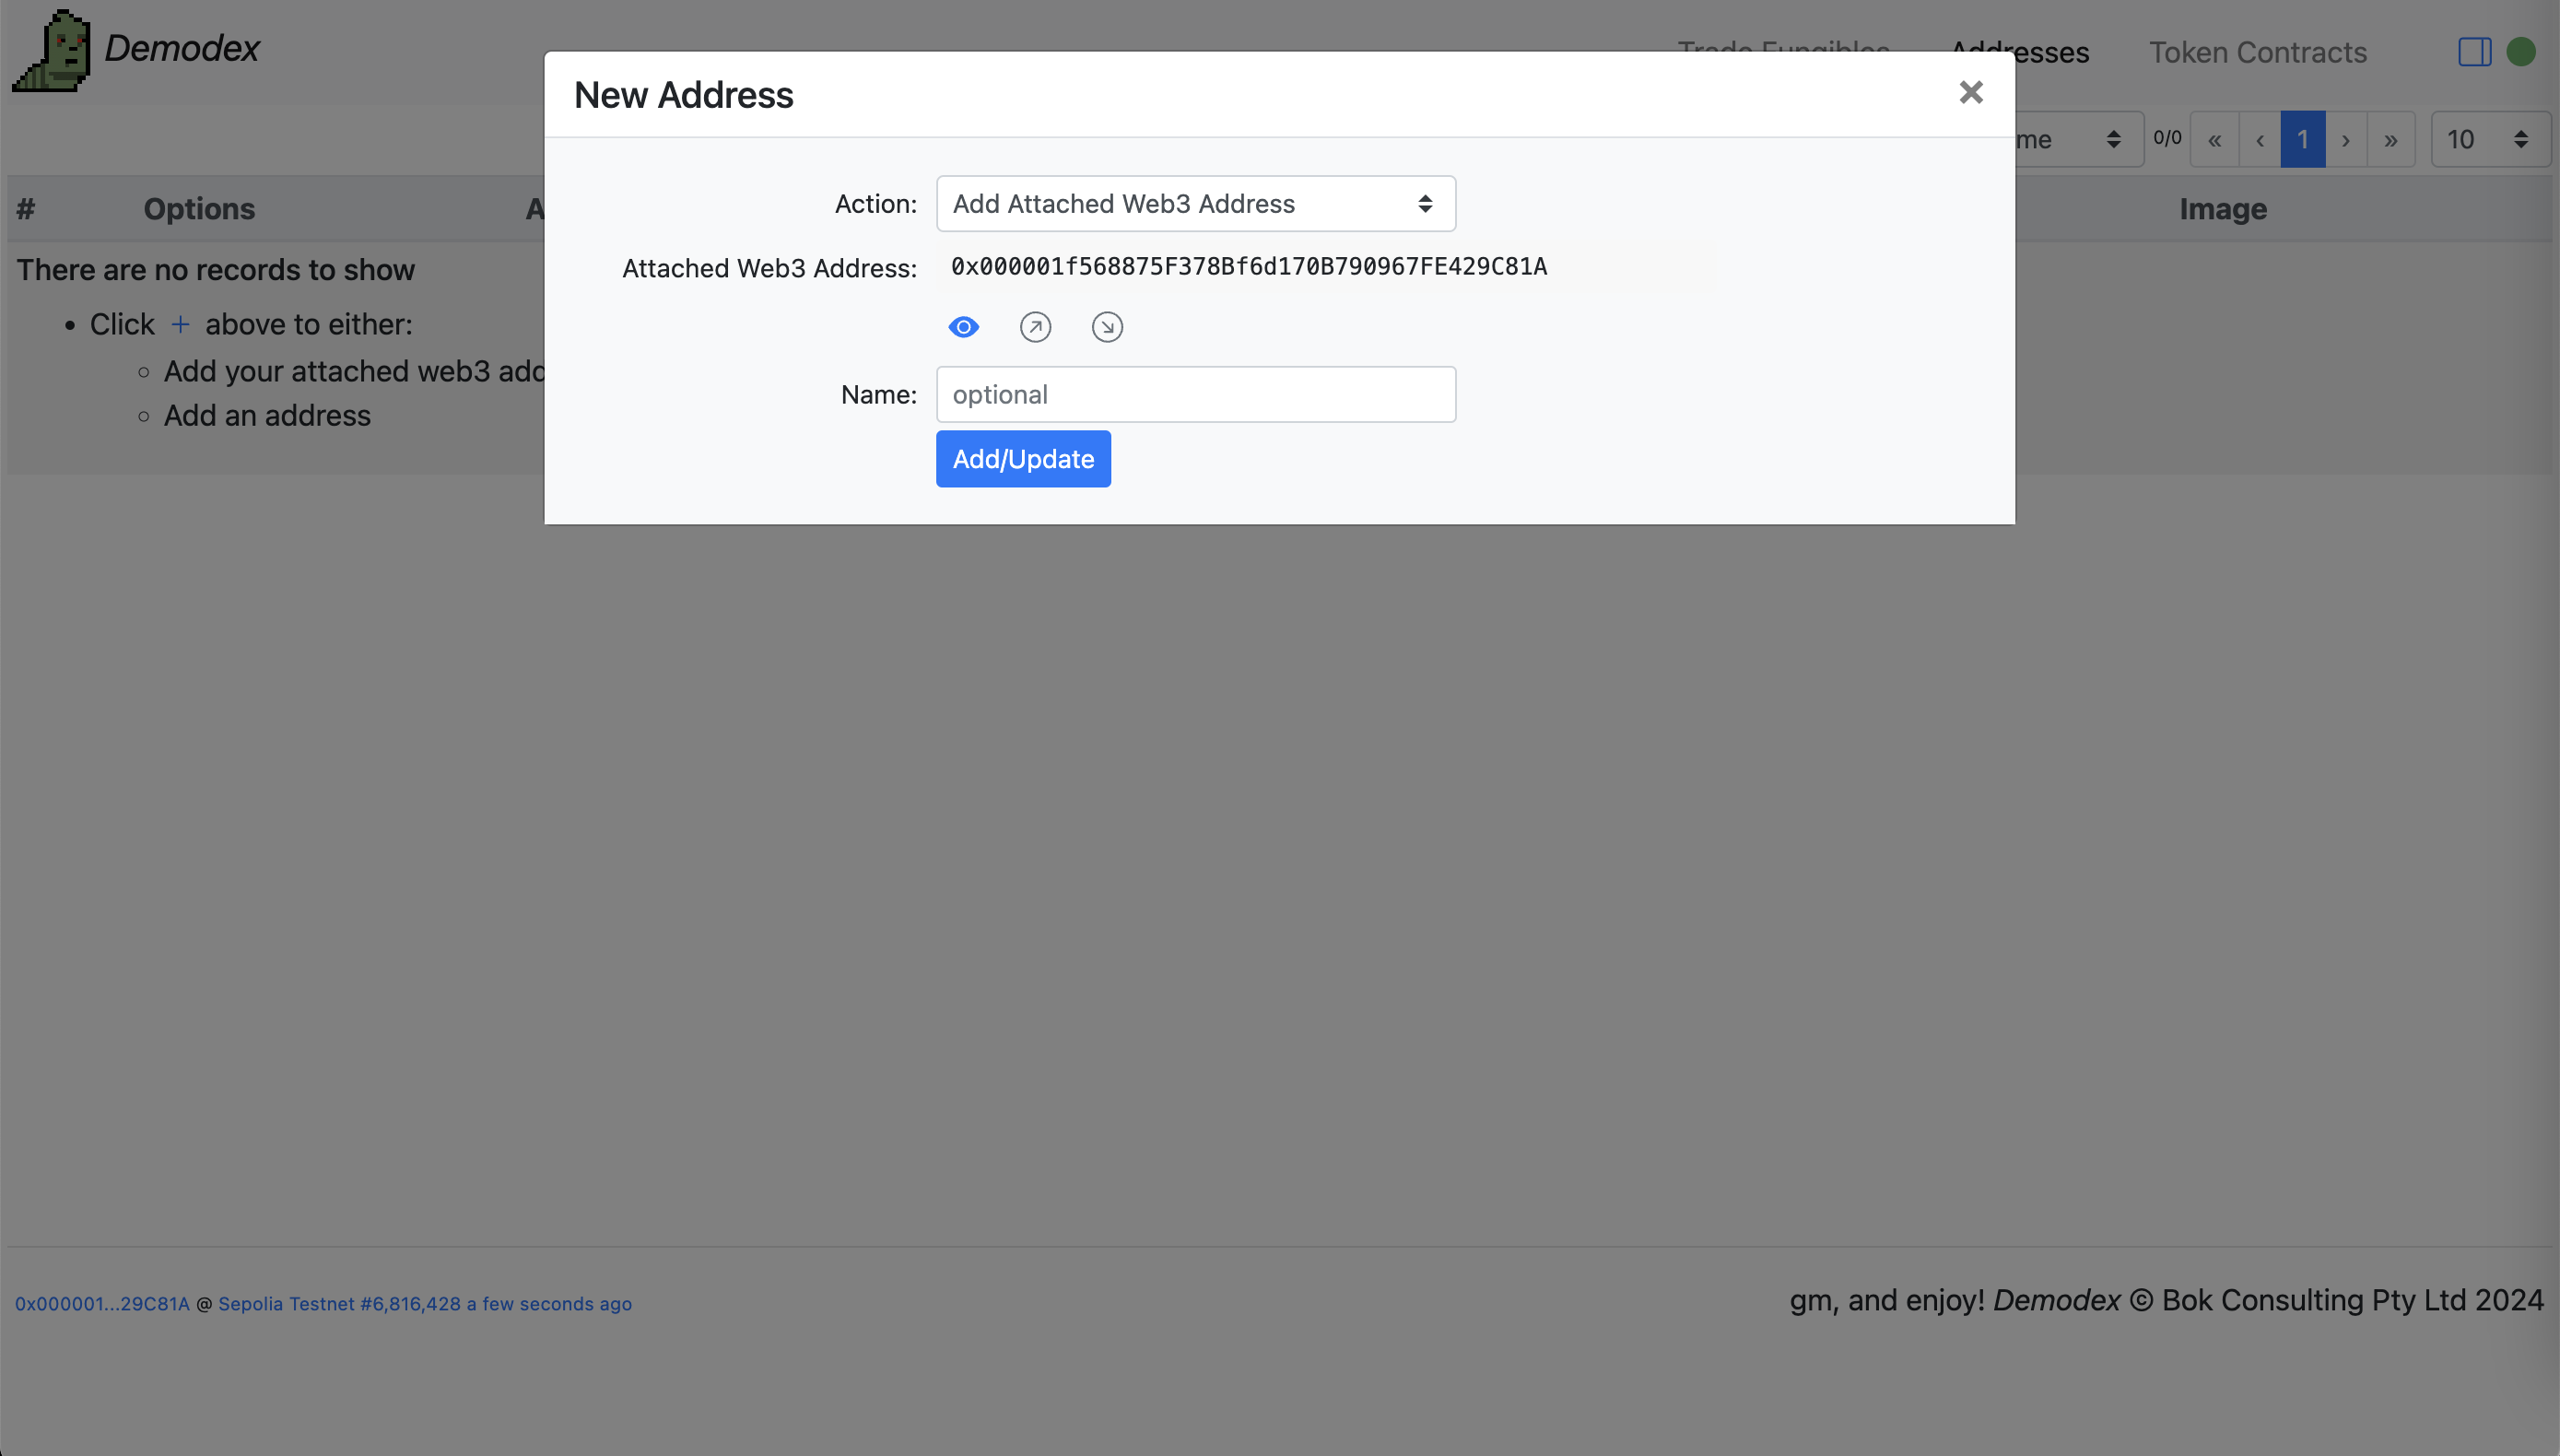 Demodex
Trade Fungibles
Addresses
Token Contracts
New Address
me
0/0
«
‹
1
›
»
10
#
Options
A
Image
Action:
Add Attached Web3 Address
Attached Web3 Address:
0x000001f568875F378Bf6d170B790967FE429C81A
There are no records to show
Click + above to either:
Add your attached web3 add
Add an address
Name:
optional
Add/Update
0x000001...29C81A @ Sepolia Testnet #6,816,428 a few seconds ago
gm, and enjoy! Demodex © Bok Consulting Pty Ltd 2024